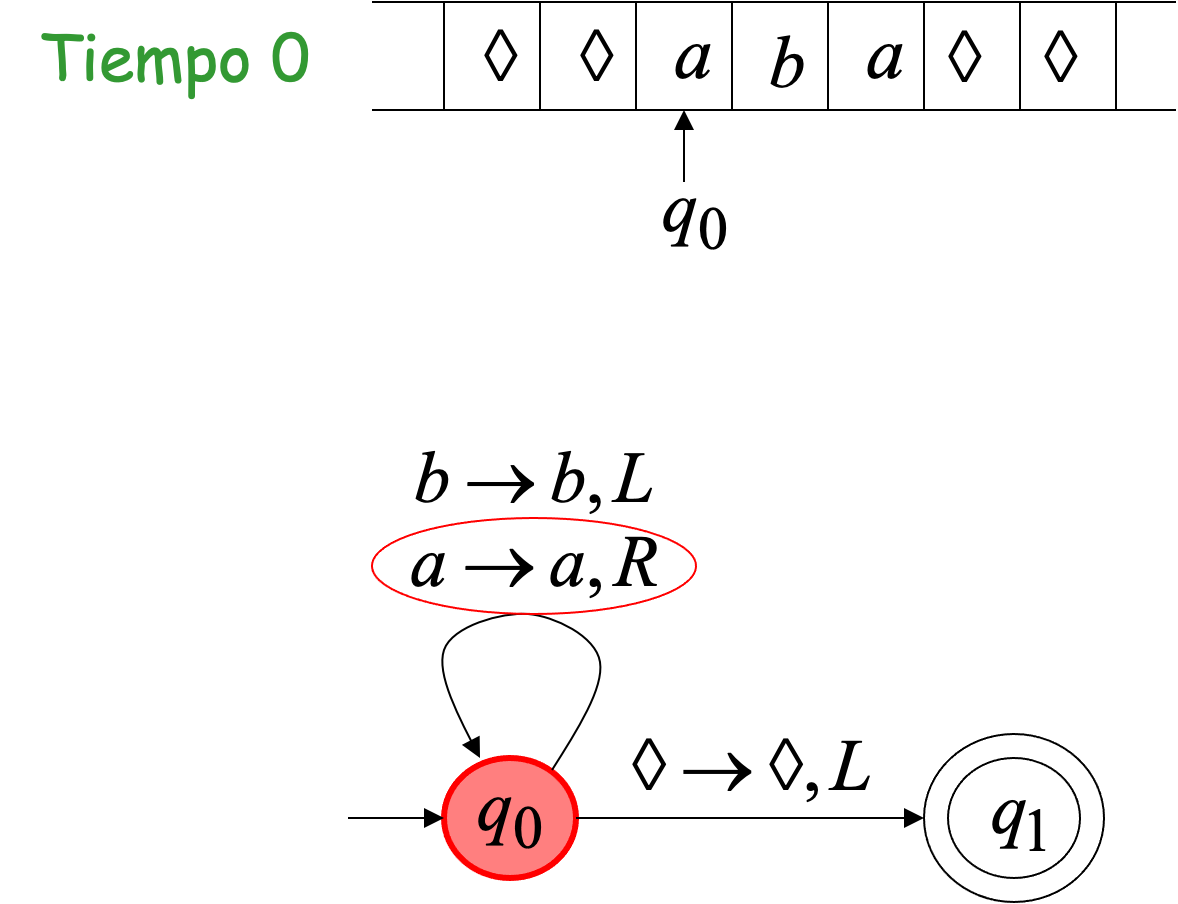 Tiempo 0
◊ ◊ a b a ◊ ◊
q0
b → b, L
a → a, R
◊ → ◊, L
q0
q1